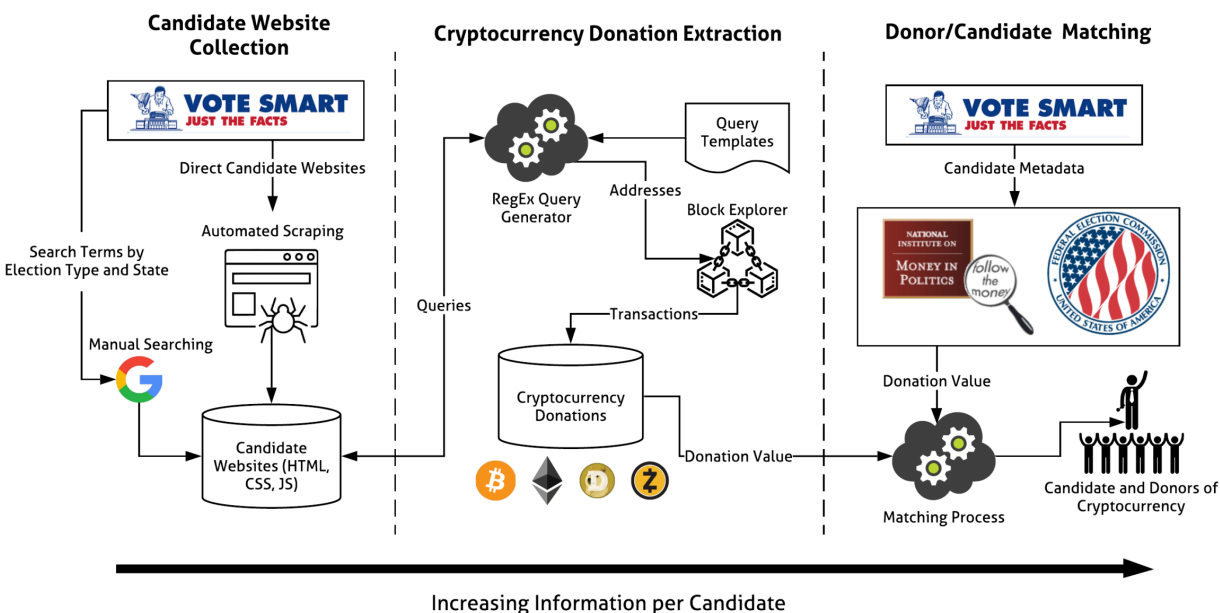 Candidate Website
Collection
VOTE SMART
JUST THE FACTS
Direct Candidate Websites
Search Terms by
Election Type and State
Automated Scraping
Manual Searching
Candidate
Websites (HTML,
CSS, JS)
Cryptocurrency Donation Extraction
Query
Templates
RegEx Query
Generator
Addresses
Block Explorer
Queries
Transactions
Cryptocurrency
Donations
Donation Value
Donor/Candidate Matching
VOTE SMART
JUST THE FACTS
Candidate Metadata
NATIONAL
INSTITUTE ON
MONEY IN
POLITICS
follow
the
money
FEDERAL ELECTION COMMISSION
UNITED STATES OF AMERICA
Donation Value
Matching Process
Candidate and Donors of
Cryptocurrency
Increasing Information per Candidate